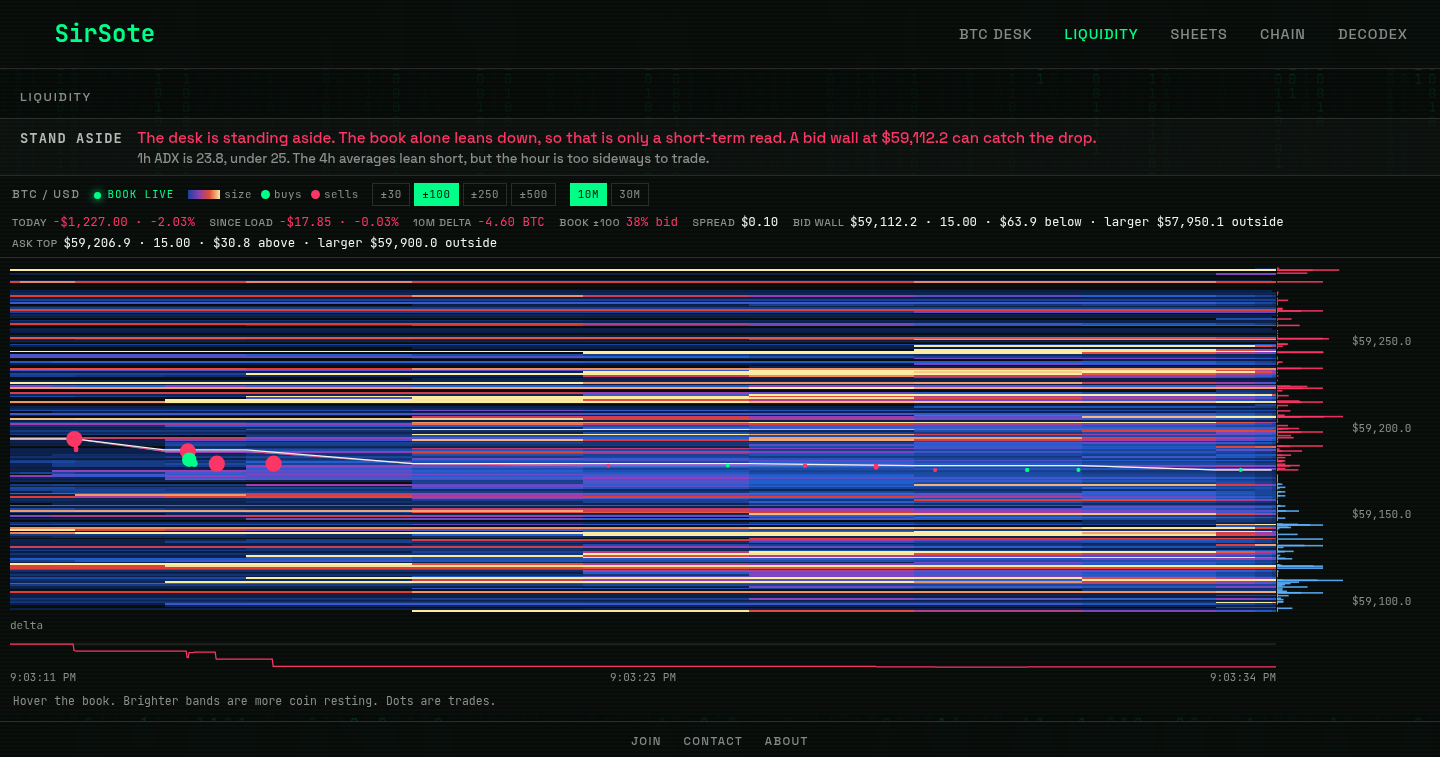 SirSote
BTC DESK LIQUIDITY SHEETS CHAIN DECODEX
LIQUIDITY
STAND ASIDE The desk is standing aside. The book alone leans down, so that is only a short-term read. A bid wall at $59,112.2 can catch the drop.
1h ADX is 23.8, under 25. The 4h averages lean short, but the hour is too sideways to trade.
BTC / USD BOOK LIVE size buys sells ±30 ±100 ±250 ±500 10M 30M
TODAY -$1,227.00 · -2.03% SINCE LOAD -$17.85 · -0.03% 10M DELTA -4.60 BTC BOOK ±100 38% bid SPREAD $0.10 BID WALL $59,112.2 · 15.00 · $63.9 below · larger $57,950.1 outside
ASK TOP $59,206.9 · 15.00 · $30.8 above · larger $59,900.0 outside
$59,250.0
$59,200.0
$59,150.0
$59,100.0
delta
9:03:11 PM 9:03:23 PM 9:03:34 PM
Hover the book. Brighter bands are more coin resting. Dots are trades.
JOIN CONTACT ABOUT